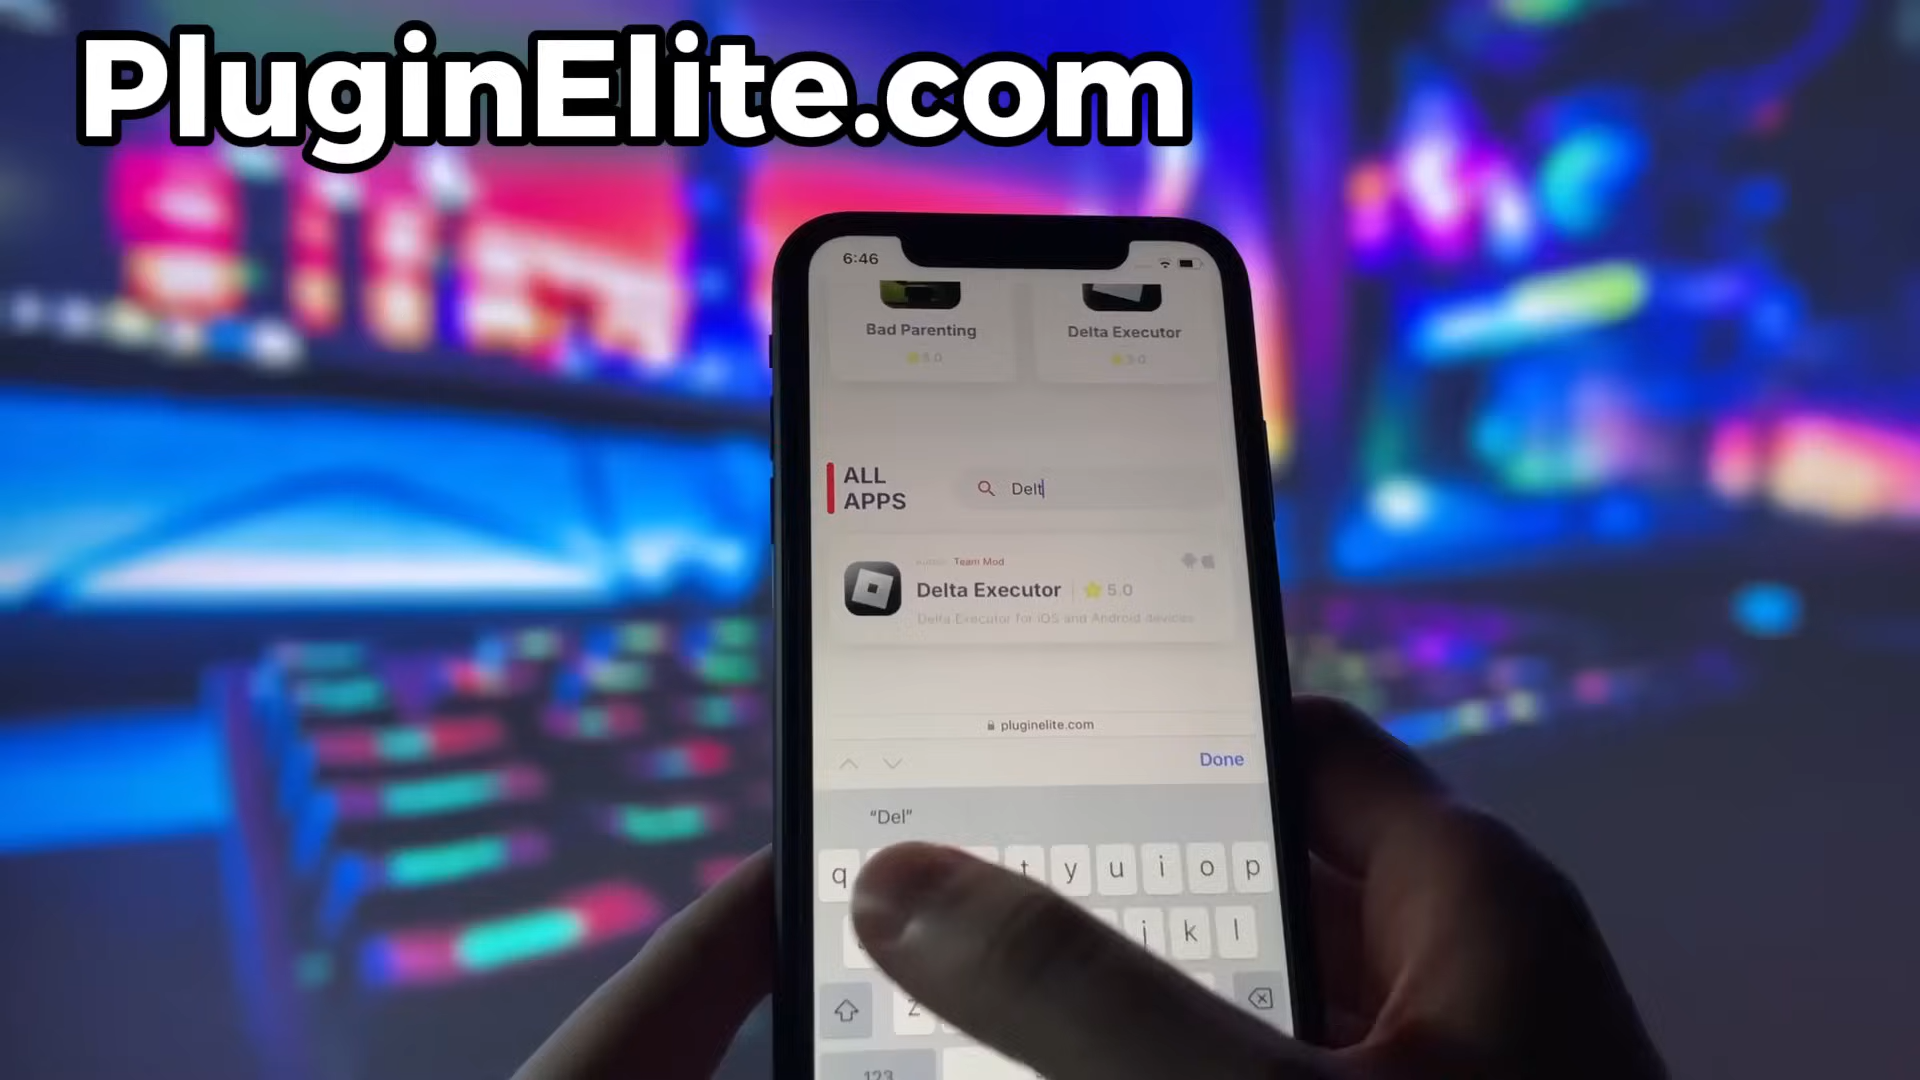 PluginElite.com
6:46
Bad Parenting
Delta Executor
5.0
5.0
ALL
APPS
Delt
Team Mod
Delta Executor
5.0
Delta Executor for iOS and Android devices
pluginelite.com
Done
“Del”
q t y u i o p
j k l
z
123